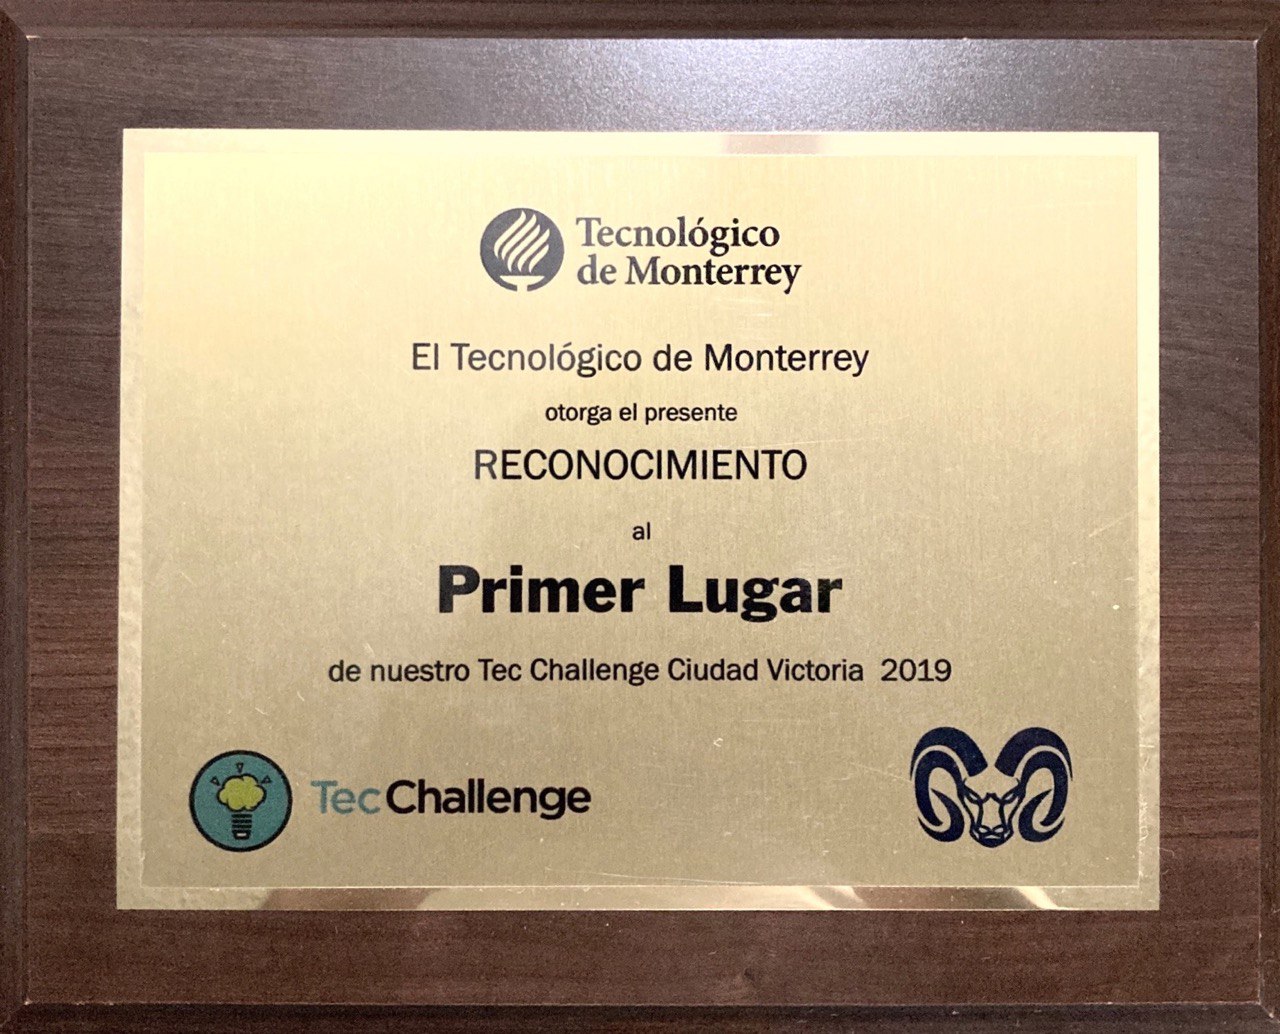 Tecnológico
de Monterrey
El Tecnológico de Monterrey
otorga el presente
RECONOCIMIENTO
al
Primer Lugar
de nuestro Tec Challenge Ciudad Victoria 2019
TecChallenge